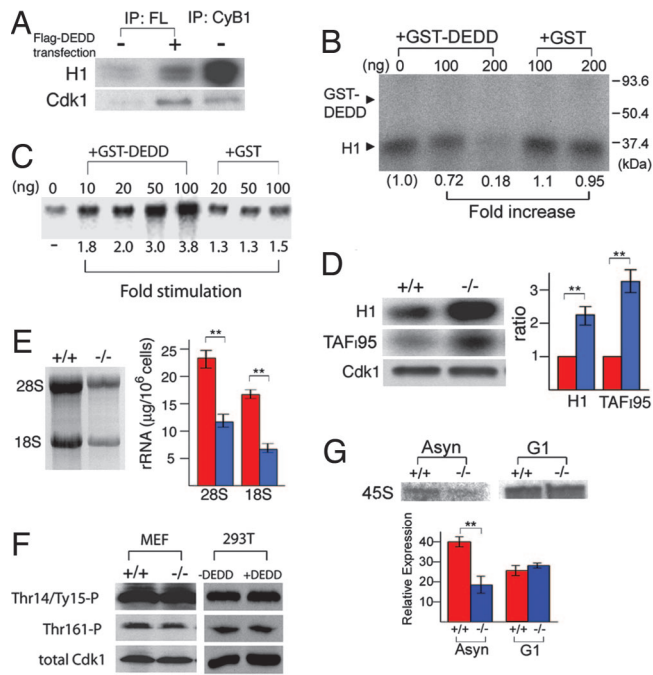 A
IP: FL IP: CyB1
Flag-DEDD
transfection - + -
H1
Cdk1
B
+GST-DEDD +GST
(ng) 0 100 200 100 200
GST-
DEDD
H1
-93.6
-50.4
-37.4
(kDa)
(1.0) 0.72 0.18 1.1 0.95
Fold increase
C
+GST-DEDD +GST
(ng) 0 10 20 50 100 20 50 100
- 1.8 2.0 3.0 3.8 1.3 1.3 1.5
Fold stimulation
D
+/+ -/-
H1
TAFI95
Cdk1
ratio
3
2
1
** **
H1 TAFI95
E
+/+ -/-
28S
18S
rRNA (μg/10⁶ cells)
25
20
15
10
5
** **
28S 18S
F
MEF 293T
+/+ -/- -DEDD +DEDD
Thr14/Ty15-P
Thr161-P
total Cdk1
G
Asyn G1
+/+ -/- +/+ -/-
45S
Relative Expression
40
30
20
10
**
+/+ -/- +/+ -/-
Asyn G1